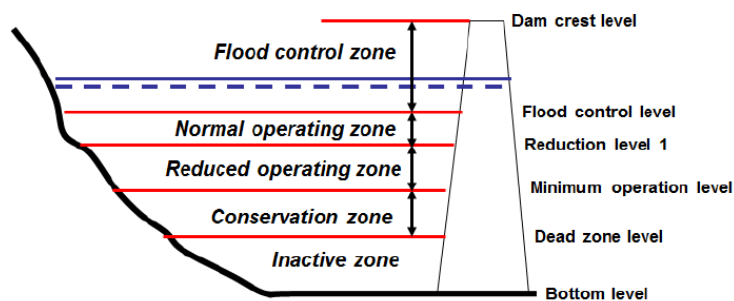 Dam crest level
Flood control zone
Flood control level
Normal operating zone
Reduction level 1
Reduced operating zone
Minimum operation level
Conservation zone
Dead zone level
Inactive zone
Bottom level